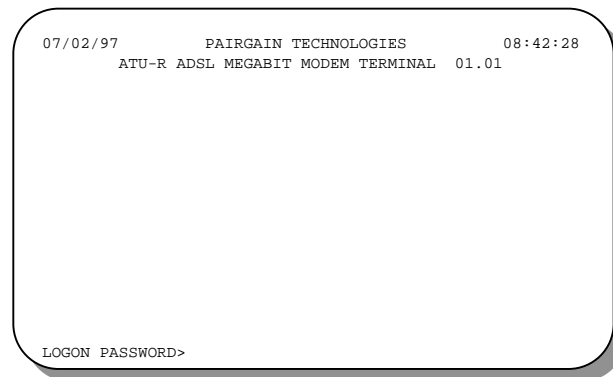 07/02/97 PAIRGAIN TECHNOLOGIES 08:42:28
ATU-R ADSL MEGABIT MODEM TERMINAL 01.01
LOGON PASSWORD>